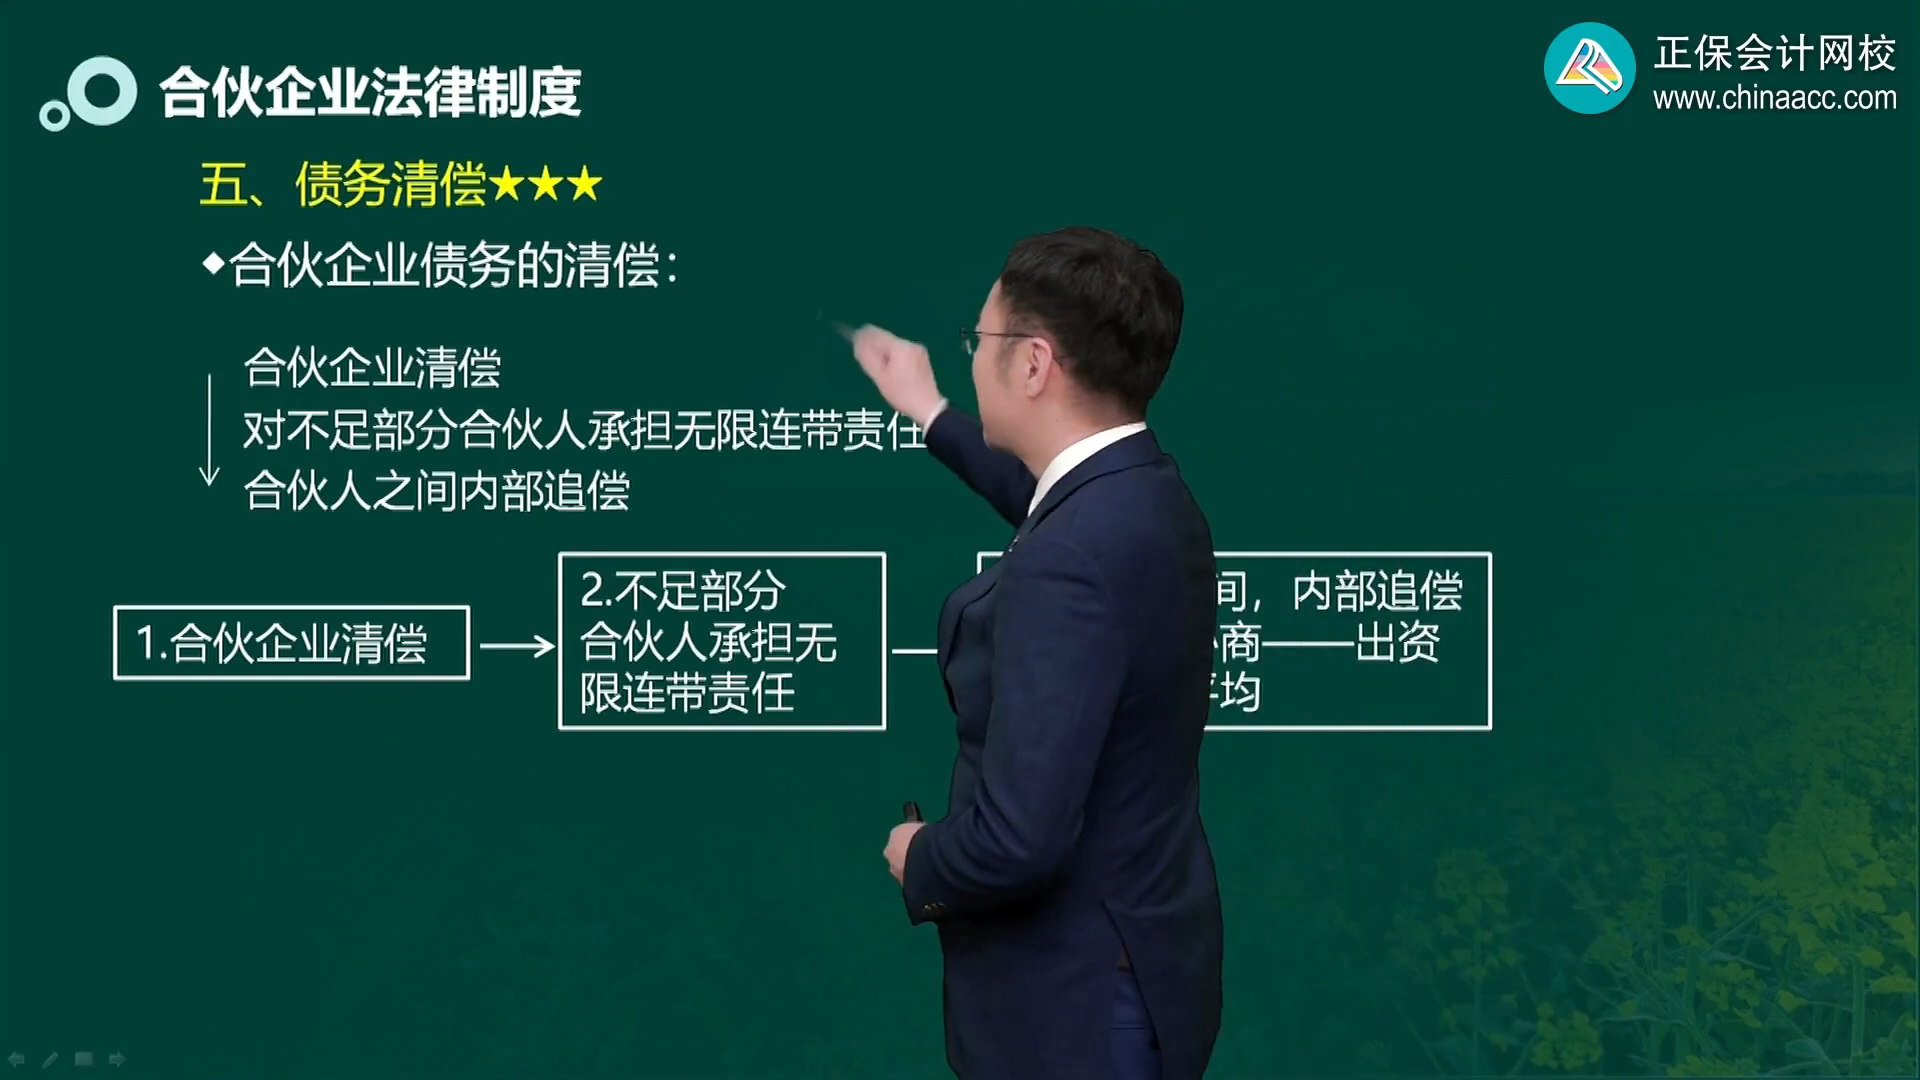 合伙企业法律制度
正保会计网校
www.chinaacc.com
五、债务清偿★★★
◆合伙企业债务的清偿：
合伙企业清偿
对不足部分合伙人承担无限连带责任
合伙人之间内部追偿
1.合伙企业清偿
2.不足部分
合伙人承担无
限连带责任
间，内部追偿
商——出资
平均